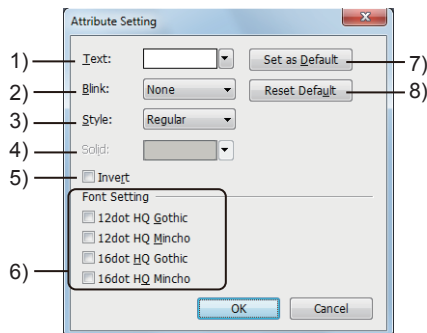 Attribute Setting
1) Text: Set as Default 7)
2) Blink: None Reset Default 8)
3) Style: Regular
4) Solid:
5) Invert
Font Setting
12dot HQ Gothic
12dot HQ Mincho
6) 16dot HQ Gothic
16dot HQ Mincho
OK Cancel